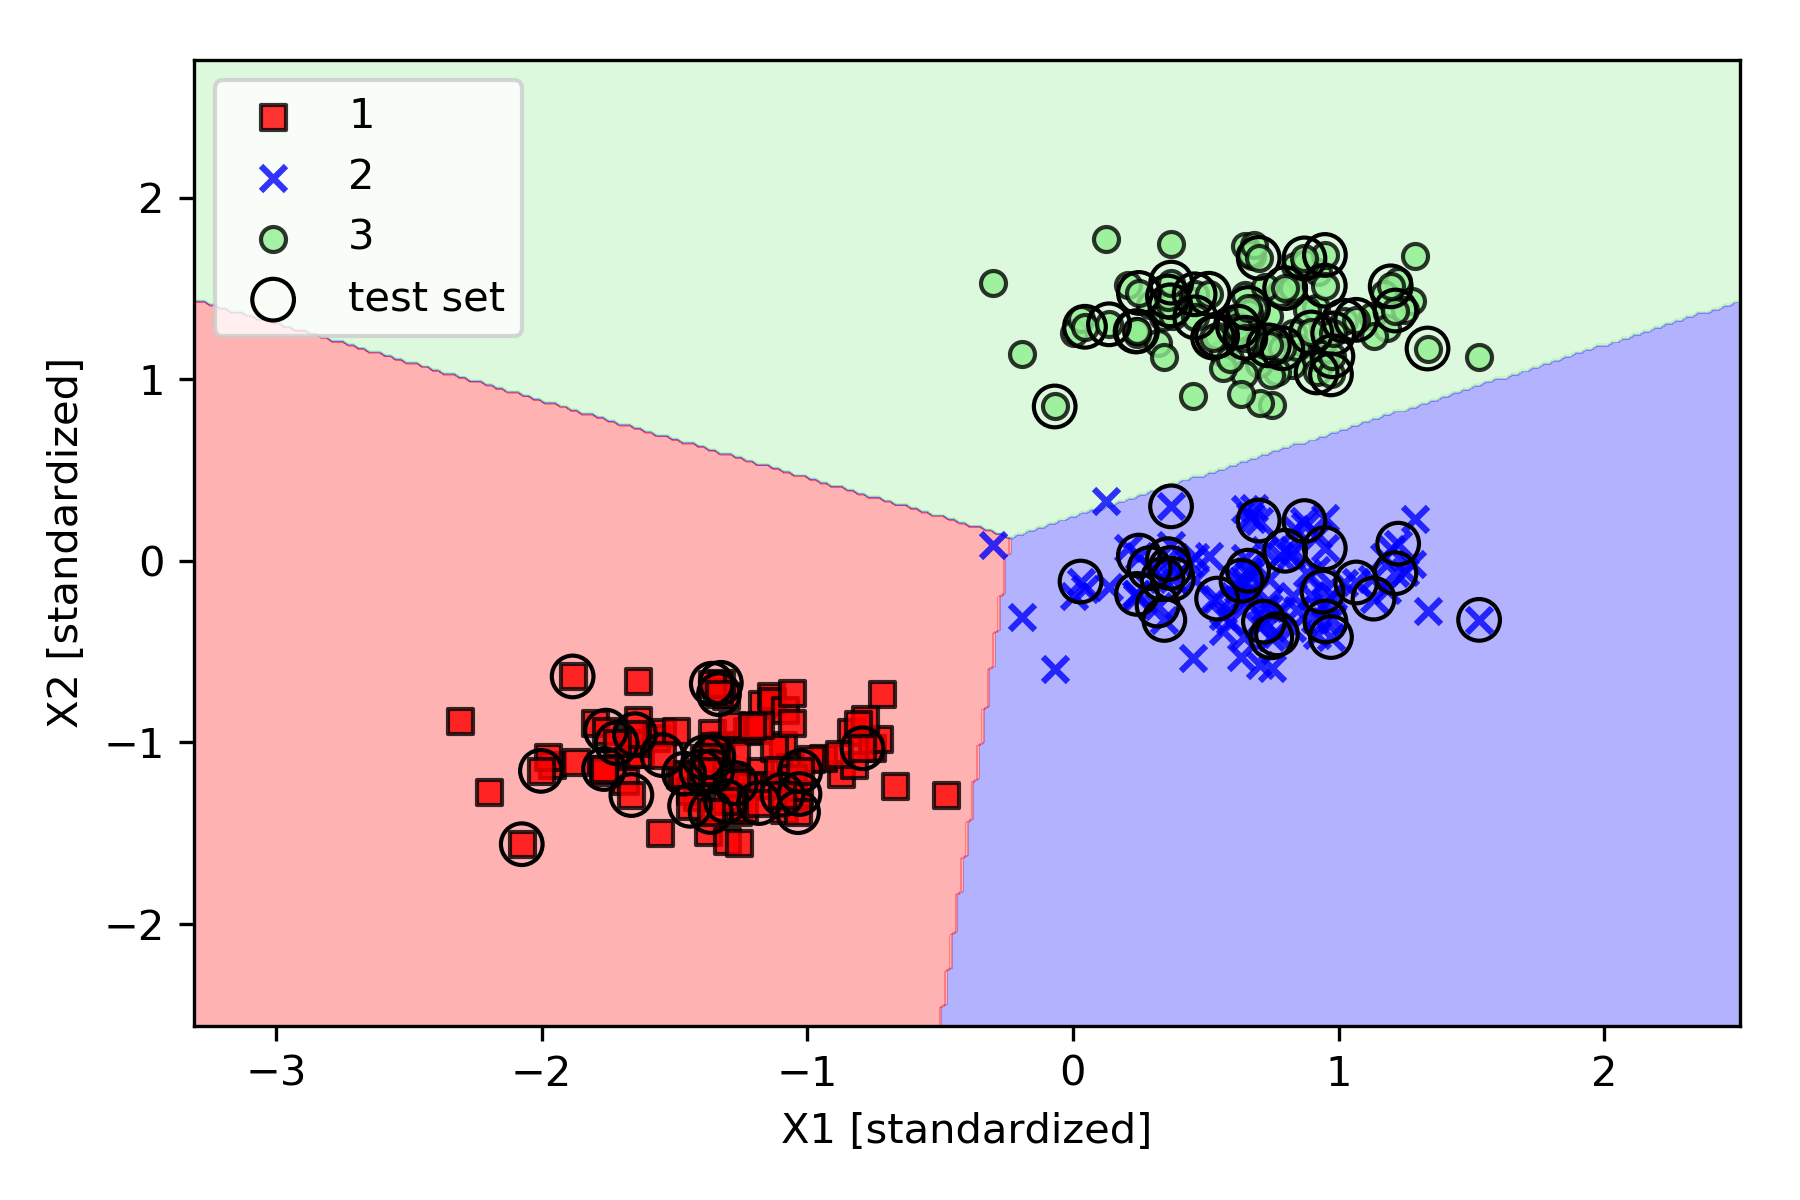 1
2
3
test set
2
1
0
−1
−2
X2 [standardized]
−3 −2 −1 0 1 2
X1 [standardized]